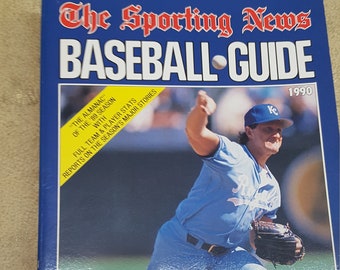 The Sporting News
BASEBALL GUIDE
1990
"THE ALMANAC"
OF THE '89 SEASON
WITH
FULL TEAM & PLAYER STATS
REPORTS ON THE SEASON'S MAJOR STORIES
KC